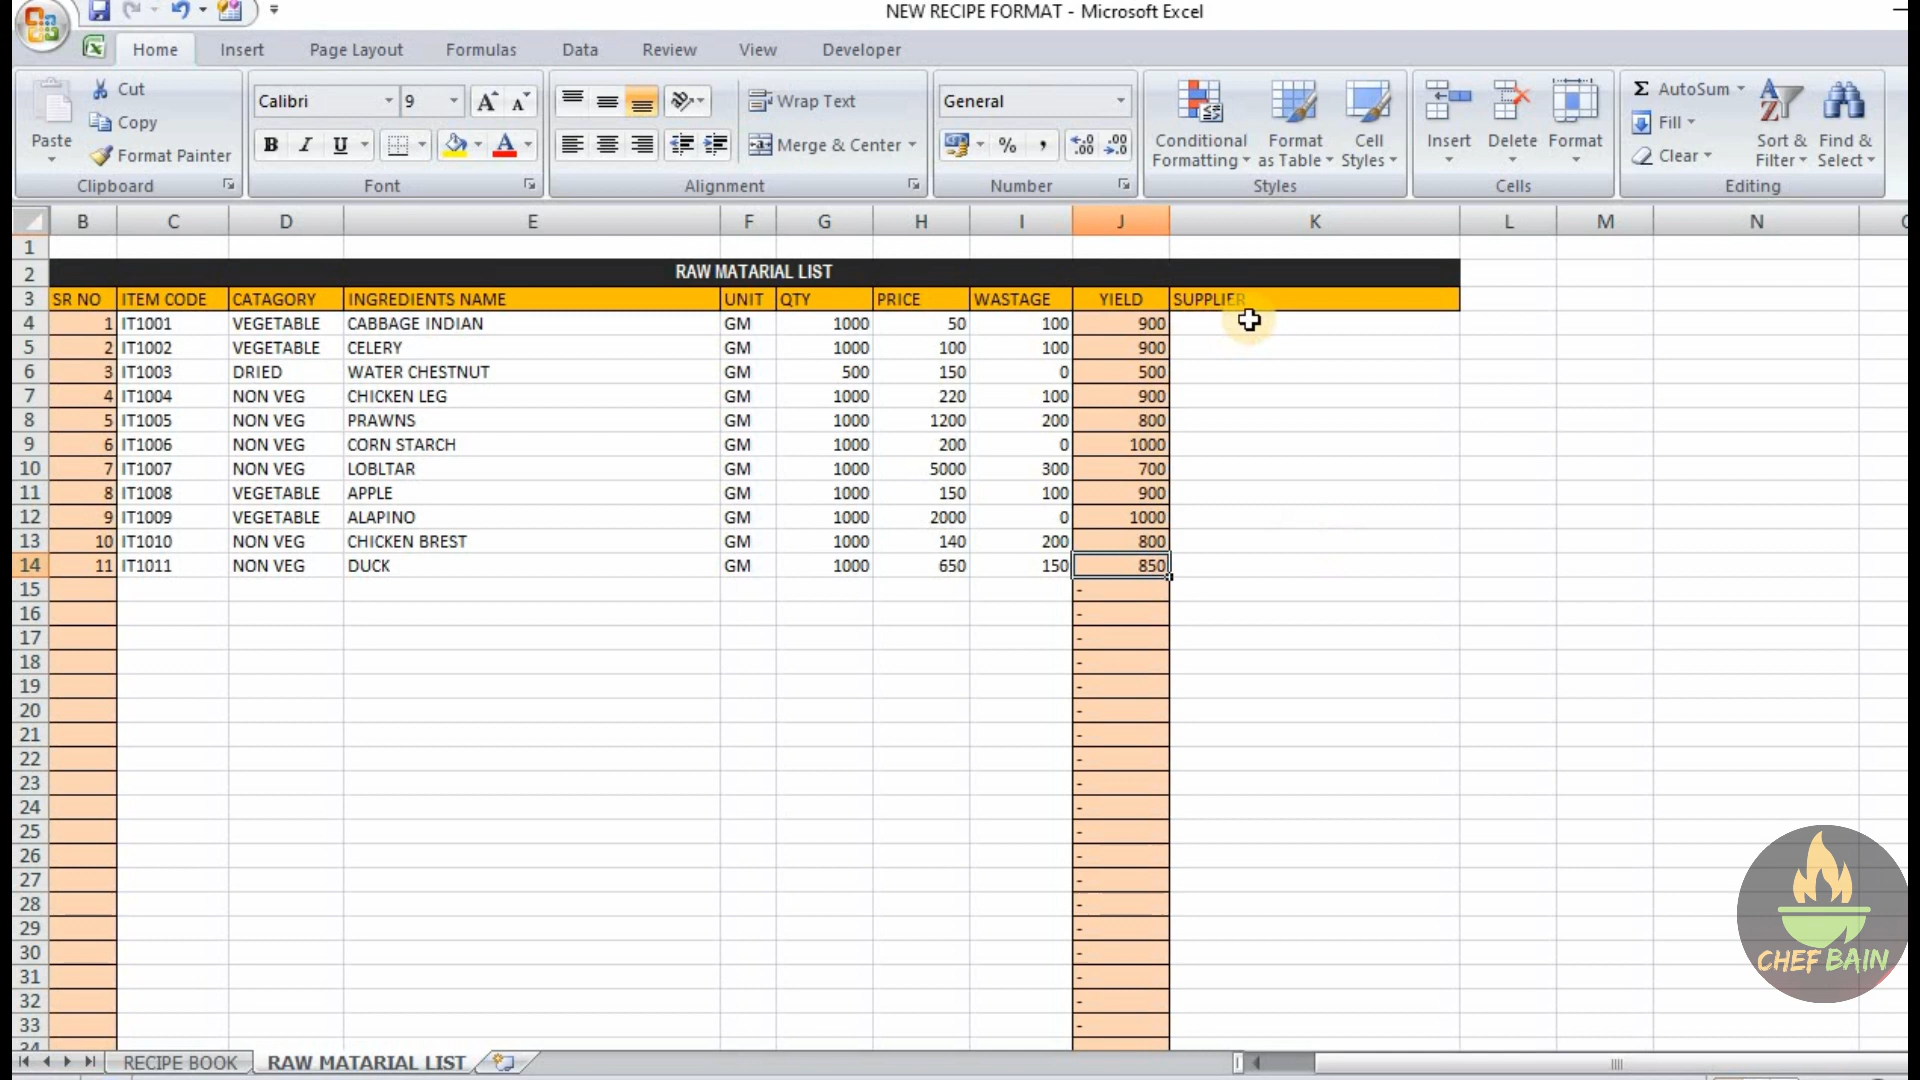 NEW RECIPE FORMAT - Microsoft Excel
Home Insert Page Layout Formulas Data Review View Developer
Cut
Copy
Format Painter
Paste
Clipboard
Calibri 9
B I U
Font
Wrap Text
Merge & Center
Alignment
General
%
Number
Conditional Formatting
Format as Table
Cell Styles
Styles
Insert Delete Format
Cells
Σ AutoSum
Fill
Clear
Sort & Filter
Find & Select
Editing
B C D E F G H I J K L M N
1
2 RAW MATARIAL LIST
3 SR NO ITEM CODE CATAGORY INGREDIENTS NAME UNIT QTY PRICE WASTAGE YIELD SUPPLIER
4 1 IT1001 VEGETABLE CABBAGE INDIAN GM 1000 50 100 900
5 2 IT1002 VEGETABLE CELERY GM 1000 100 100 900
6 3 IT1003 DRIED WATER CHESTNUT GM 500 150 0 500
7 4 IT1004 NON VEG CHICKEN LEG GM 1000 220 100 900
8 5 IT1005 NON VEG PRAWNS GM 1000 1200 200 800
9 6 IT1006 NON VEG CORN STARCH GM 1000 200 0 1000
10 7 IT1007 NON VEG LOBLTAR GM 1000 5000 300 700
11 8 IT1008 VEGETABLE APPLE GM 1000 150 100 900
12 9 IT1009 VEGETABLE ALAPINO GM 1000 2000 0 1000
13 10 IT1010 NON VEG CHICKEN BREST GM 1000 140 200 800
14 11 IT1011 NON VEG DUCK GM 1000 650 150 850
15 -
16 -
17 -
18 -
19 -
20 -
21 -
22 -
23 -
24 -
25 -
26 -
27 -
28 -
29 -
30 -
31 -
32 -
33 -
34
CHEF BAIN
RECIPE BOOK RAW MATARIAL LIST